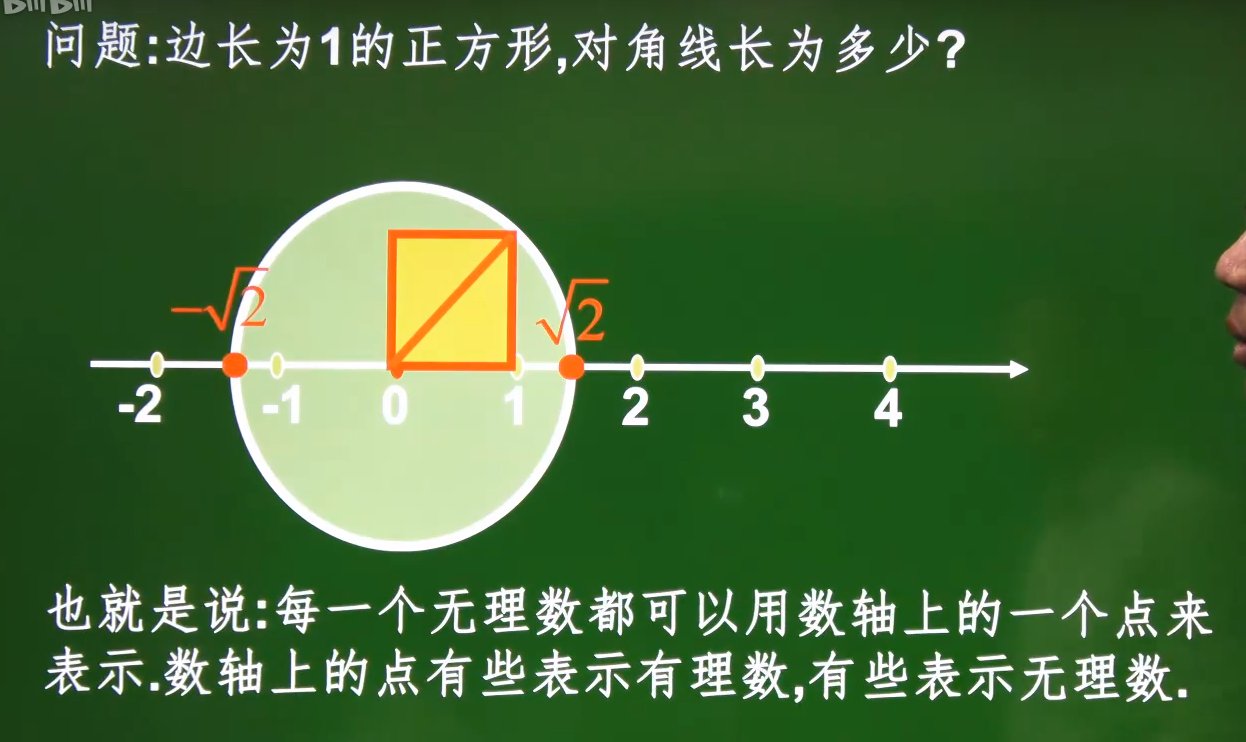 BiliBili
问题:边长为1的正方形,对角线长为多少?
-√2
√2
-2 -1 0 1 2 3 4
也就是说:每一个无理数都可以用数轴上的一个点来
表示.数轴上的点有些表示有理数,有些表示无理数.